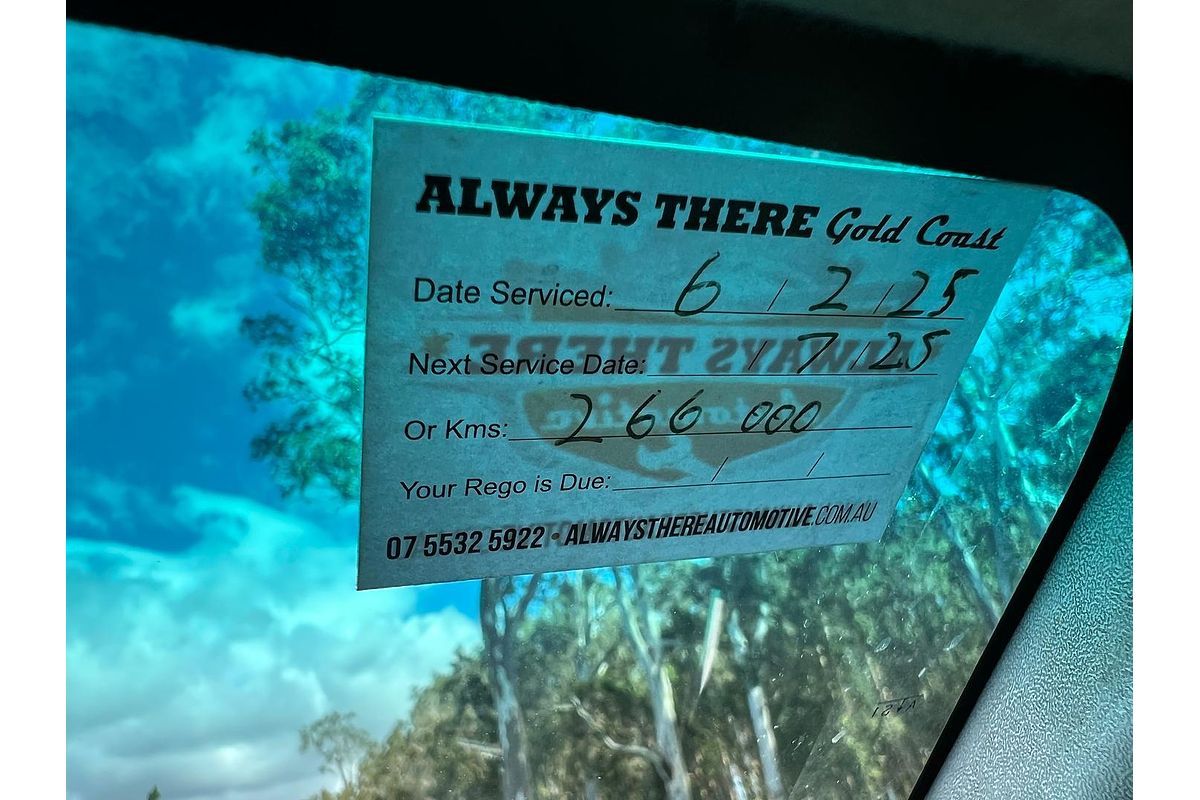 ALWAYS THERE Gold Coast
Date Serviced: 6 / 2 / 25
Next Service Date: / 7 / 25
Or Kms: 266 000
Your Rego is Due: / /
07 5532 5922 • ALWAYSTHEREAUTOMOTIVE.COM.AU